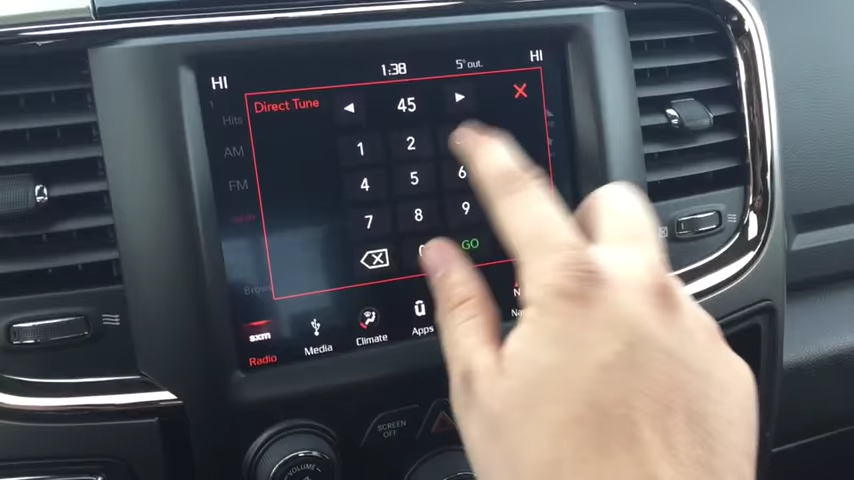 HI 1:38 5° out. HI
Direct Tune 45
Hits
1 2
AM
4 5 6
FM
7 8 9
GO
sxm
Radio Media Climate Apps
SCREEN
OFF
VOLUME